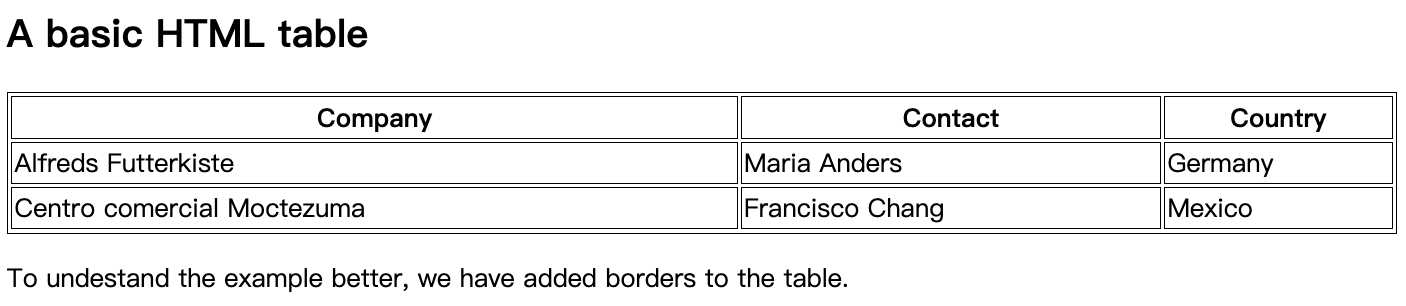 A basic HTML table
Company Contact Country
Alfreds Futterkiste Maria Anders Germany
Centro comercial Moctezuma Francisco Chang Mexico
To undestand the example better, we have added borders to the table.